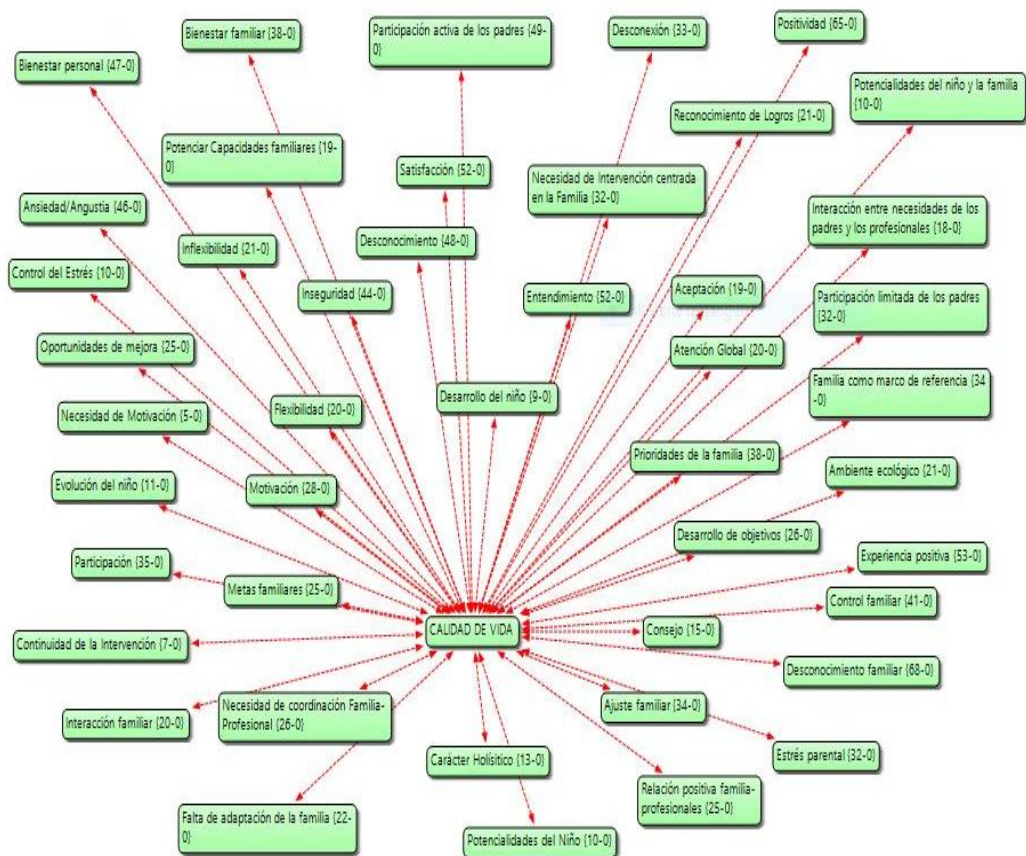 Participación activa de los padres {49-
0}
Positividad {65-0}
Bienestar familiar {38-0}
Desconexión {33-0}
Bienestar personal {47-0}
Potencialidades del niño y la familia
{10-0}
Reconocimiento de Logros {21-0}
Potenciar Capacidades familiares {19-
0}
Satisfacción {52-0}
Necesidad de Intervención centrada
en la Familia {32-0}
Ansiedad/Angustia {46-0}
Interacción entre necesidades de los
padres y los profesionales {18-0}
Inflexibilidad {21-0}
Desconocimiento {48-0}
Control del Estrés {10-0}
Inseguridad {44-0}
Entendimiento {52-0}
Aceptación {19-0}
Participación limitada de los padres
{32-0}
Oportunidades de mejora {25-0}
Atención Global {20-0}
Familia como marco de referencia {34
-0}
Necesidad de Motivación {5-0}
Flexibilidad {20-0}
Desarrollo del niño {9-0}
Prioridades de la familia {38-0}
Ambiente ecológico {21-0}
Evolución del niño {11-0}
Motivación {28-0}
Desarrollo de objetivos {26-0}
Experiencia positiva {53-0}
Participación {35-0}
Metas familiares {25-0}
Control familiar {41-0}
CALIDAD DE VIDA
Consejo {15-0}
Continuidad de la Intervención {7-0}
Desconocimiento familiar {68-0}
Interacción familiar {20-0}
Necesidad de coordinación Familia-
Profesional {26-0}
Ajuste familiar {34-0}
Estrés parental {32-0}
Carácter Holísitico {13-0}
Relación positiva familia-
profesionales {25-0}
Falta de adaptación de la familia {22-
0}
Potencialidades del Niño {10-0}